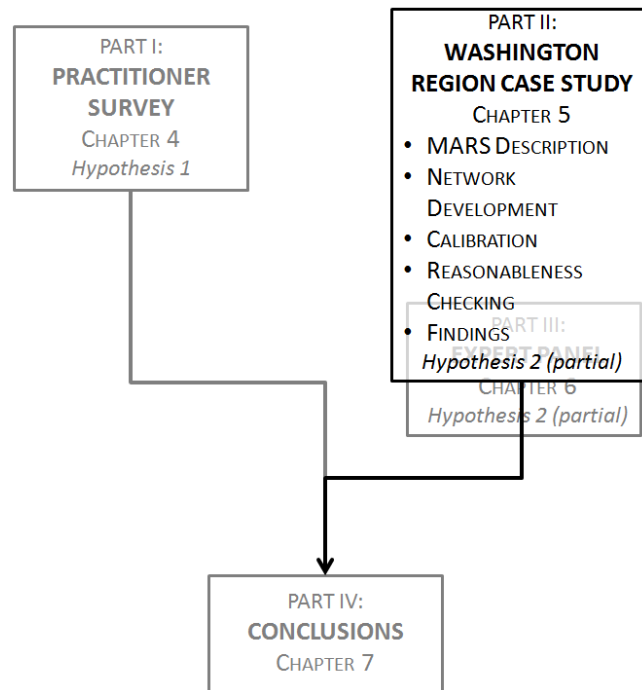 PART I:
PRACTITIONER
SURVEY
CHAPTER 4
Hypothesis 1
PART II:
WASHINGTON
REGION CASE STUDY
CHAPTER 5
• MARS DESCRIPTION
• NETWORK
DEVELOPMENT
• CALIBRATION
• REASONABLENESS
CHECKING
• FINDINGS
Hypothesis 2 (partial)
PART III:
EXPERT PANEL
CHAPTER 6
Hypothesis 2 (partial)
PART IV:
CONCLUSIONS
CHAPTER 7